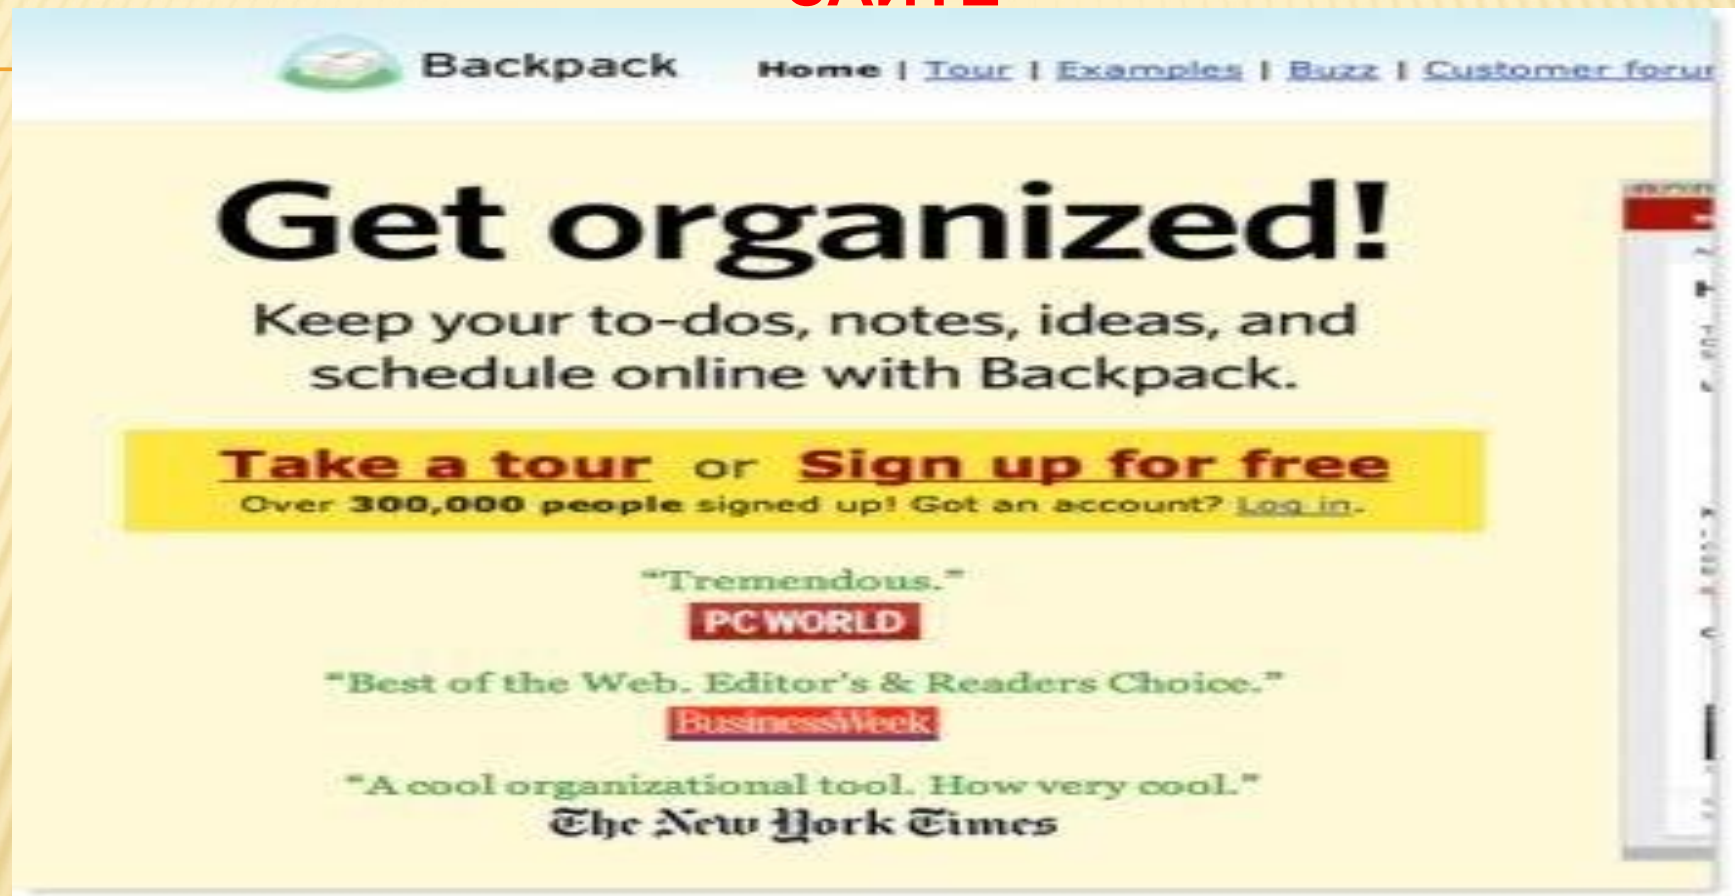 САЙТЕ
Backpack Home | Tour | Examples | Buzz | Customer
Get organized!
Keep your to-dos, notes, ideas, and
schedule online with Backpack.
Take a tour or Sign up for free
Over 300,000 people signed up! Got an account? Log in.
“Tremendous.”
PC WORLD
“Best of the Web. Editor's & Readers Choice.”
BusinessWeek
“A cool organizational tool. How very cool.”
The New York Times